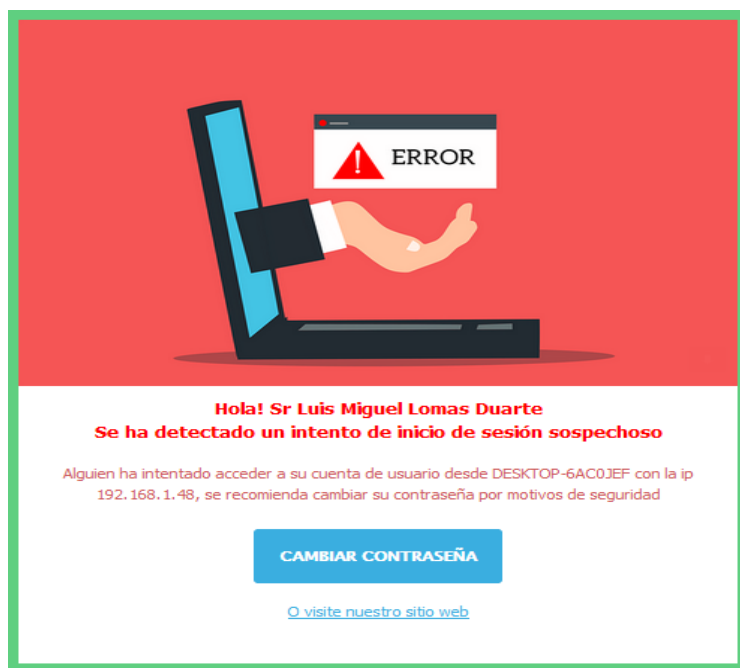 ERROR
Hola! Sr Luis Miguel Lomas Duarte
Se ha detectado un intento de inicio de sesión sospechoso
Alguien ha intentado acceder a su cuenta de usuario desde DESKTOP-6AC0JEF con la ip
192.168.1.48, se recomienda cambiar su contraseña por motivos de seguridad
CAMBIAR CONTRASEÑA
O visite nuestro sitio web